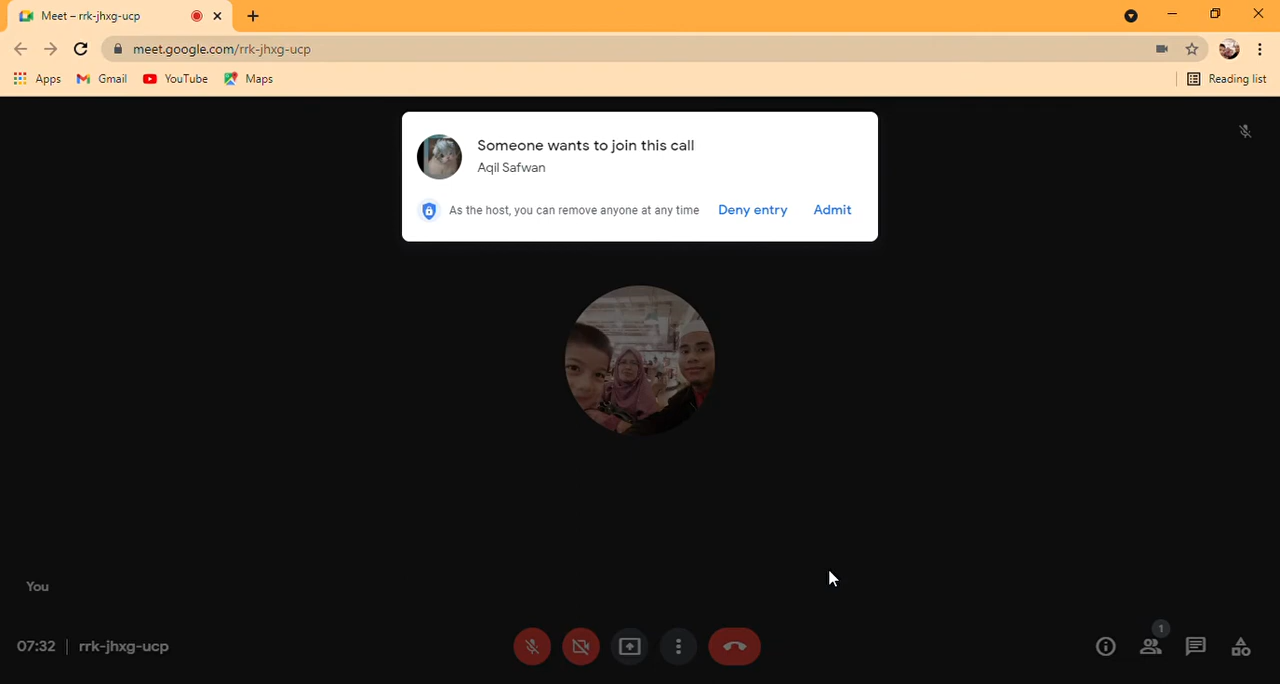 Meet – rrk-jhxg-ucp
meet.google.com/rrk-jhxg-ucp
Apps Gmail YouTube Maps Reading list
Someone wants to join this call
Aqil Safwan
As the host, you can remove anyone at any time Deny entry Admit
You
07:32 | rrk-jhxg-ucp
1